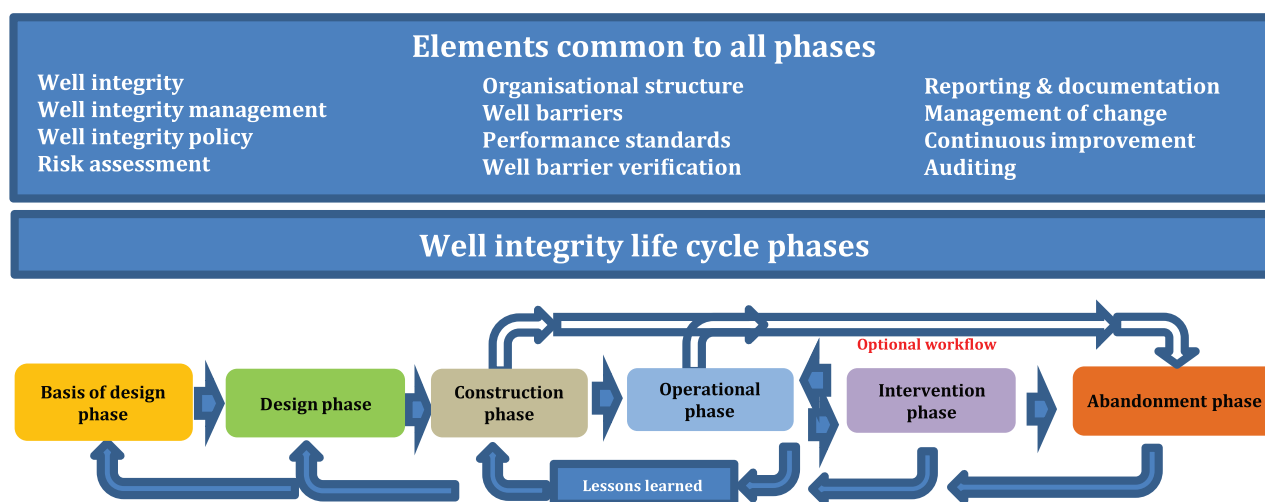 Elements common to all phases
Well integrity
Well integrity management
Well integrity policy
Risk assessment
Organisational structure
Well barriers
Performance standards
Well barrier verification
Reporting & documentation
Management of change
Continuous improvement
Auditing
Well integrity life cycle phases
Optional workflow
Basis of design
phase
Design phase
Construction
phase
Operational
phase
Intervention
phase
Abandonment phase
Lessons learned